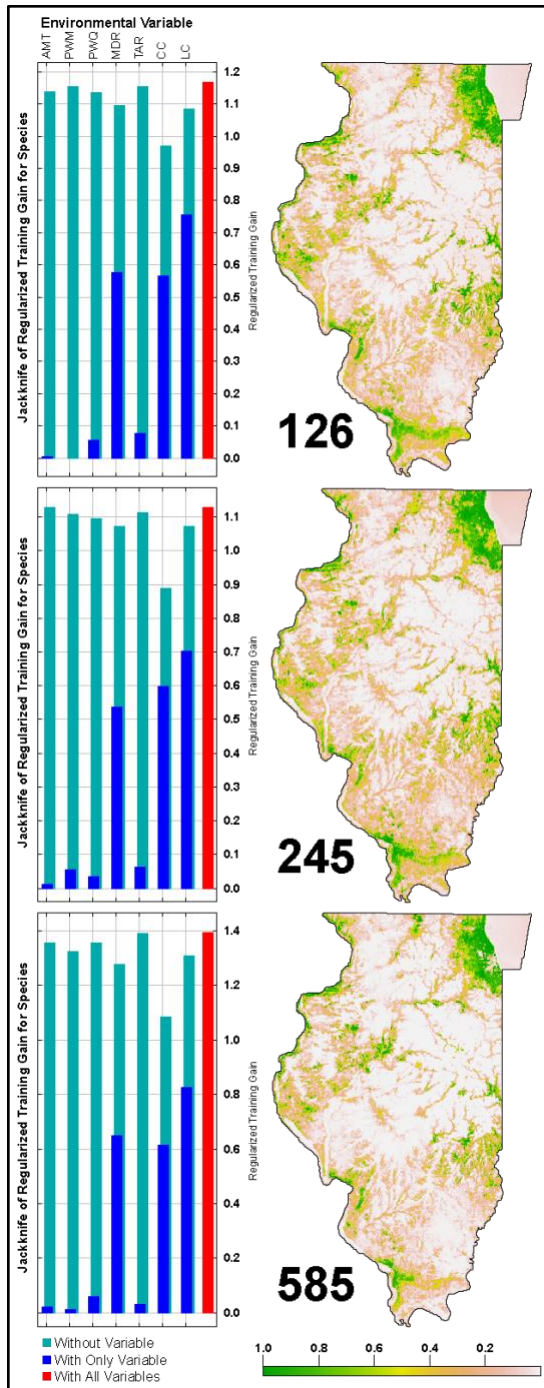 Environmental Variable
AMT
PWM
PWQ
MDR
TAR
CC
LC
Jackknife of Regularized Training Gain for Species
1.2
1.1
1.0
0.9
0.8
0.7
0.6
0.5
0.4
0.3
0.2
0.1
0.0
Regularized Training Gain
126
Jackknife of Regularized Training Gain for Species
1.1
1.0
0.9
0.8
0.7
0.6
0.5
0.4
0.3
0.2
0.1
0.0
Regularized Training Gain
245
Jackknife of Regularized Training Gain for Species
1.4
1.2
1.0
0.8
0.6
0.4
0.2
0.0
Regularized Training Gain
585
Without Variable
With Only Variable
With All Variables
1.0 0.8 0.6 0.4 0.2